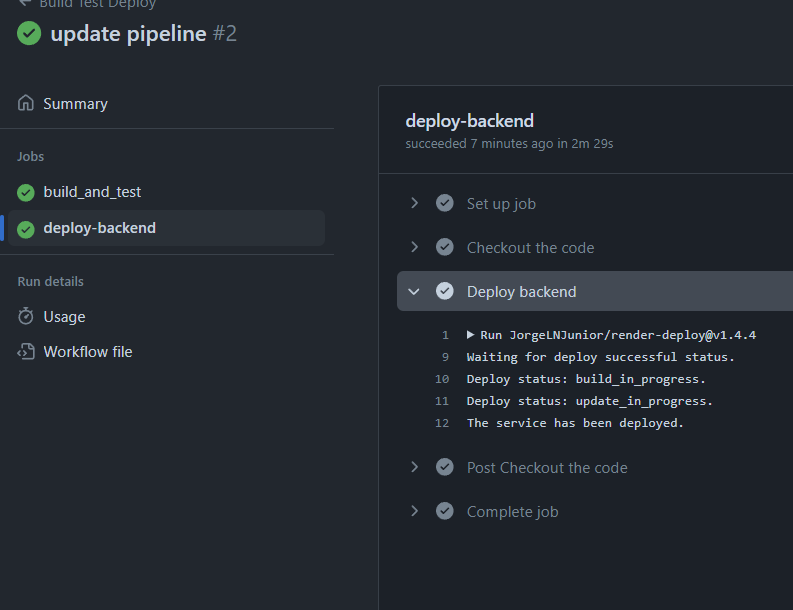 Build Test Deploy
update pipeline #2
Summary
Jobs
build_and_test
deploy-backend
Run details
Usage
Workflow file
deploy-backend
succeeded 7 minutes ago in 2m 29s
Set up job
Checkout the code
Deploy backend
1 Run JorgeLNJunior/render-deploy@v1.4.4
9 Waiting for deploy successful status.
10 Deploy status: build_in_progress.
11 Deploy status: update_in_progress.
12 The service has been deployed.
Post Checkout the code
Complete job